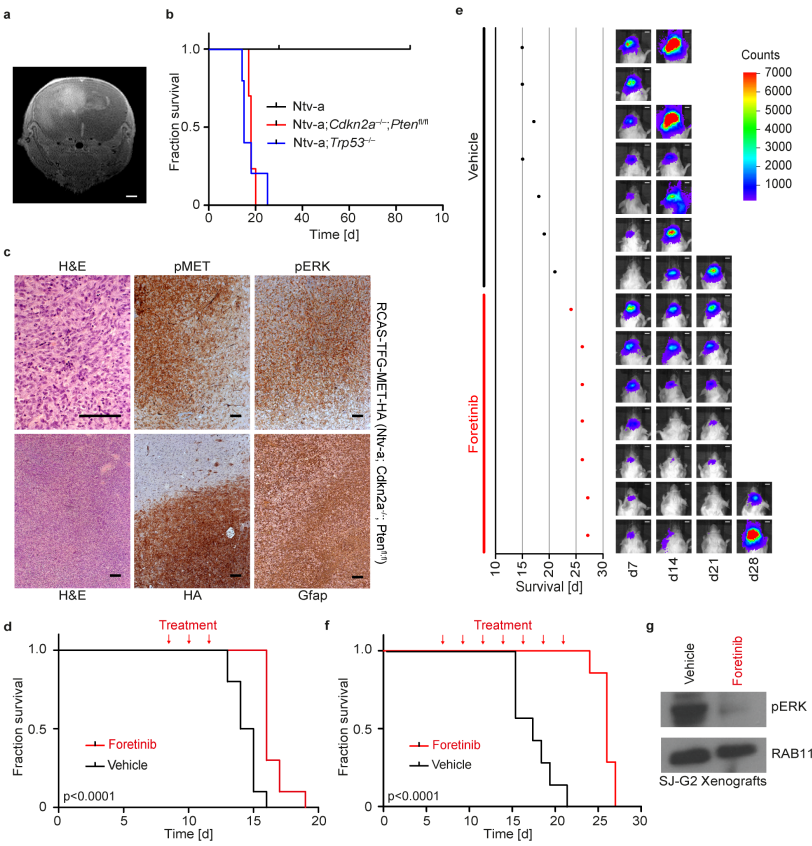 a
b
Fraction survival
1.0
0.5
0
Ntv-a
Ntv-a;Cdkn2a–/–;Ptenfl/fl
Ntv-a;Trp53–/–
0 20 40 60 80 100
Time [d]
c
H&E pMET pERK
H&E HA Gfap
RCAS-TFG-MET-HA (Ntv-a; Cdkn2a-/-; Ptenfl.fl)
d
Treatment
Fraction survival
1.0
0.5
0
Foretinib
Vehicle
p<0.0001
0 5 10 15 20
Time [d]
e
Vehicle
Foretinib
10 15 20 25 30
Survival [d]
d7 d14 d21 d28
Counts
7000
6000
5000
4000
3000
2000
1000
f
Treatment
Fraction survival
1.0
0.5
0
Foretinib
Vehicle
p<0.0001
0 5 10 15 20 25 30
Time [d]
g
Vehicle Foretinib
pERK
RAB11
SJ-G2 Xenografts